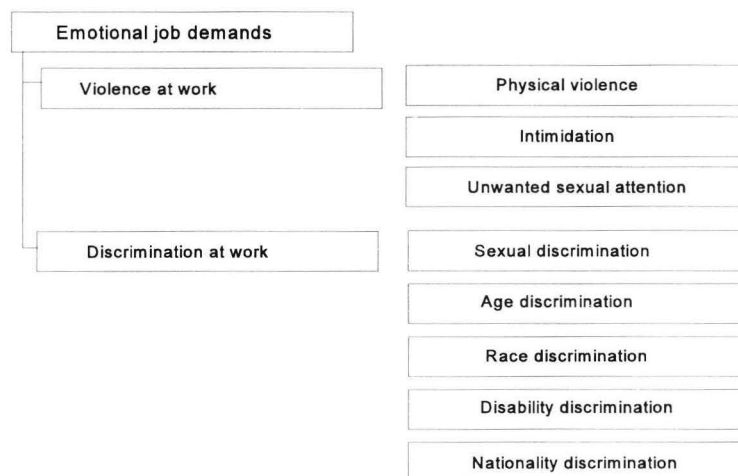 Emotional job demands
Violence at work
Physical violence
Intimidation
Unwanted sexual attention
Discrimination at work
Sexual discrimination
Age discrimination
Race discrimination
Disability discrimination
Nationality discrimination